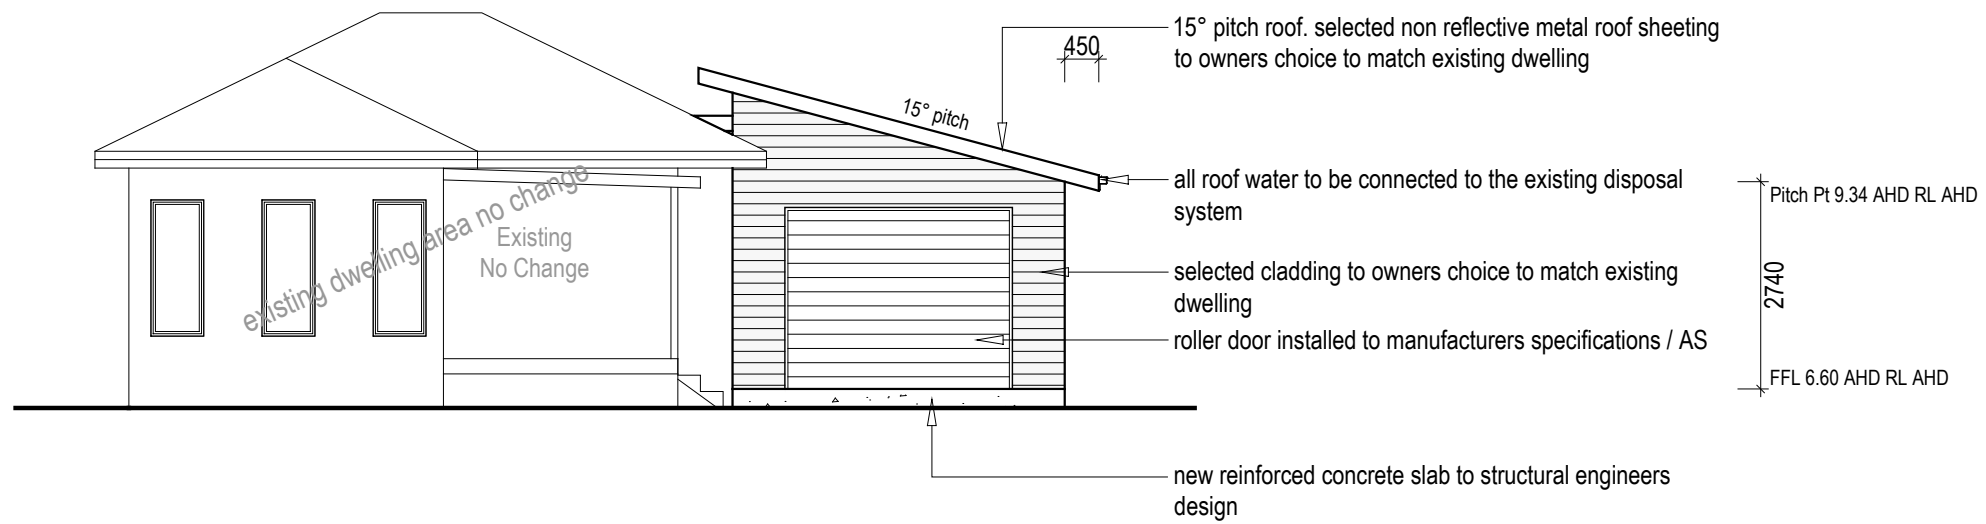 15° pitch roof. selected non reflective metal roof sheeting
to owners choice to match existing dwelling
450
15° pitch
all roof water to be connected to the existing disposal
system
Pitch Pt 9.34 AHD RL AHD
existing dwelling area no change
Existing
No Change
selected cladding to owners choice to match existing
dwelling
2740
roller door installed to manufacturers specifications / AS
FFL 6.60 AHD RL AHD
new reinforced concrete slab to structural engineers
design